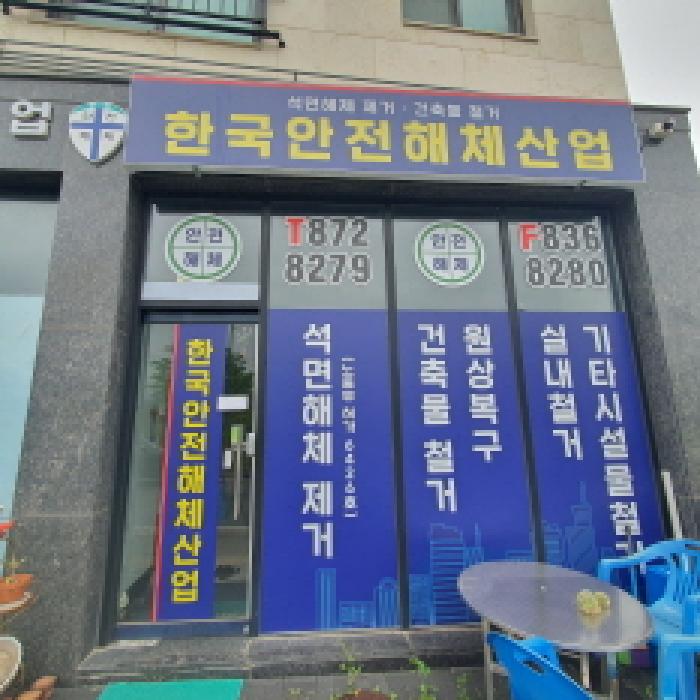 석면해체 제거 · 건축물 철거
한국안전해체산업
업
안전
해체
T872
8279
안전
해체
F836
8280
한국안전해체산업
석면해체 제거
원상복구
건축물 철거
기타시설물철거
실내철거